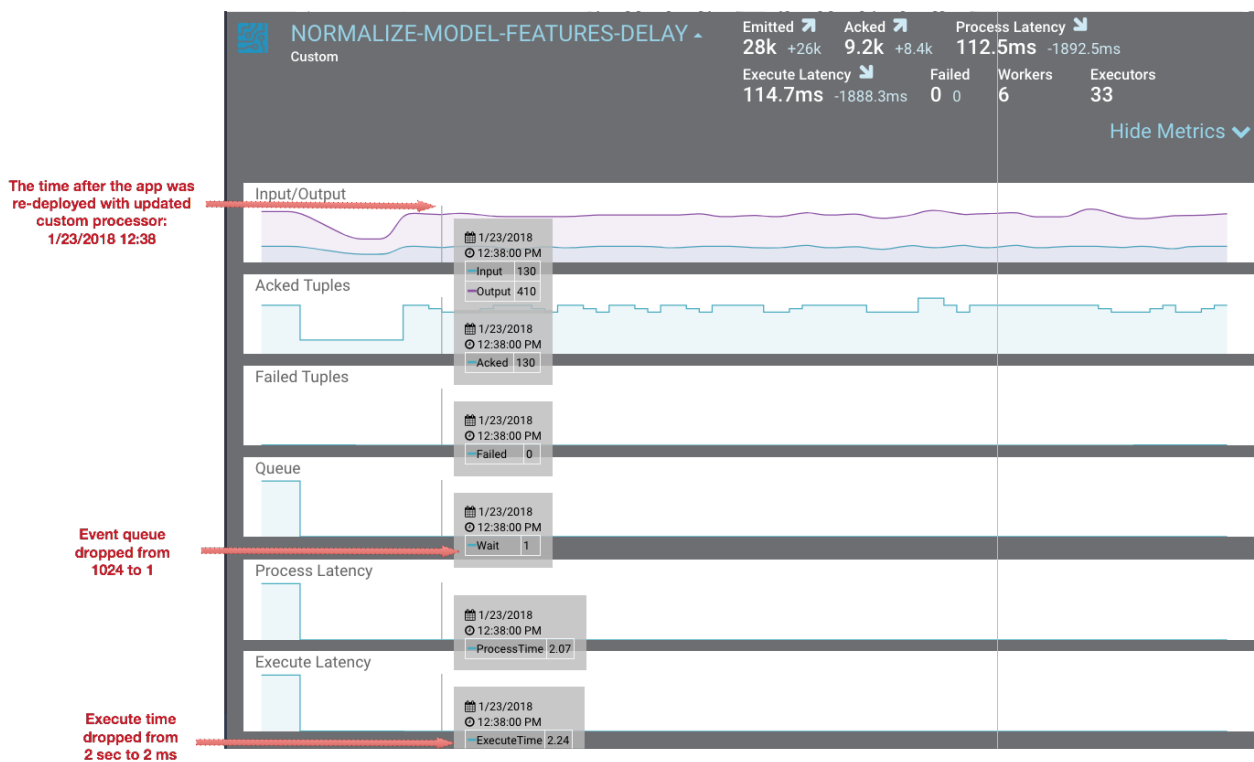 NORMALIZE-MODEL-FEATURES-DELAY
Custom
Emitted Acked Process Latency
28k +26k 9.2k +8.4k 112.5ms -1892.5ms
Execute Latency Failed Workers Executors
114.7ms -1888.3ms 0 0 6 33
Hide Metrics
The time after the app was
re-deployed with updated
custom processor:
1/23/2018 12:38
Input/Output
1/23/2018
12:38:00 PM
Input 130
Output 410
Acked Tuples
1/23/2018
12:38:00 PM
Acked 130
Failed Tuples
1/23/2018
12:38:00 PM
Failed 0
Queue
1/23/2018
12:38:00 PM
Wait 1
Event queue
dropped from
1024 to 1
Process Latency
1/23/2018
12:38:00 PM
ProcessTime 2.07
Execute Latency
1/23/2018
12:38:00 PM
ExecuteTime 2.24
Execute time
dropped from
2 sec to 2 ms